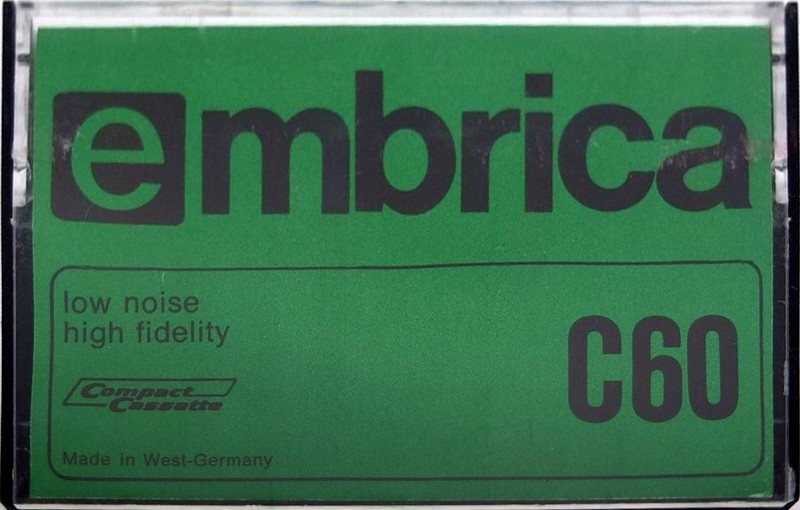 embrica
low noise
high fidelity
C60
Compact
Cassette
Made in West-Germany